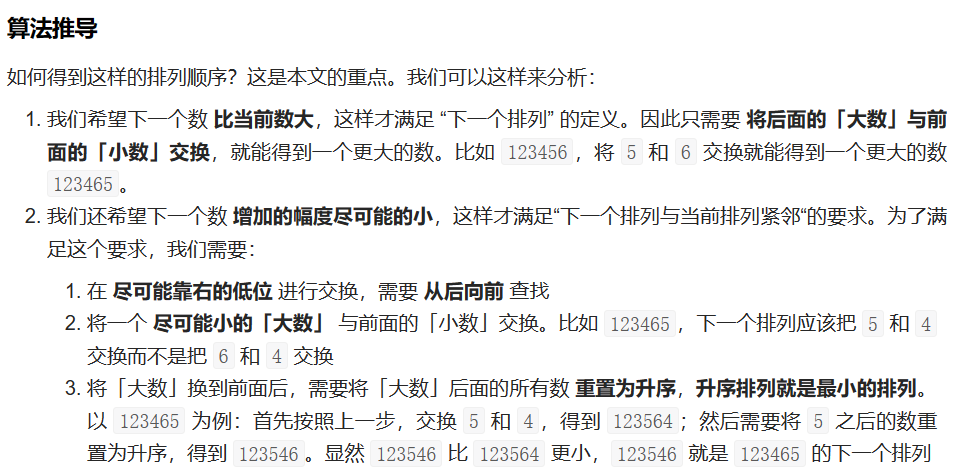 算法推导
如何得到这样的排列顺序？这是本文的重点。我们可以这样来分析：
1. 我们希望下一个数 比当前数大，这样才满足 “下一个排列” 的定义。因此只需要 将后面的「大数」与前
面的「小数」交换，就能得到一个更大的数。比如 123456，将 5 和 6 交换就能得到一个更大的数
123465。
2. 我们还希望下一个数 增加的幅度尽可能的小，这样才满足“下一个排列与当前排列紧邻“的要求。为了满
足这个要求，我们需要：
1. 在 尽可能靠右的低位 进行交换，需要 从后向前 查找
2. 将一个 尽可能小的「大数」 与前面的「小数」交换。比如 123465，下一个排列应该把 5 和 4
交换而不是把 6 和 4 交换
3. 将「大数」换到前面后，需要将「大数」后面的所有数 重置为升序，升序排列就是最小的排列。
以 123465 为例：首先按照上一步，交换 5 和 4，得到 123564；然后需要将 5 之后的数重
置为升序，得到 123546。显然 123546 比 123564 更小，123546 就是 123465 的下一个排列